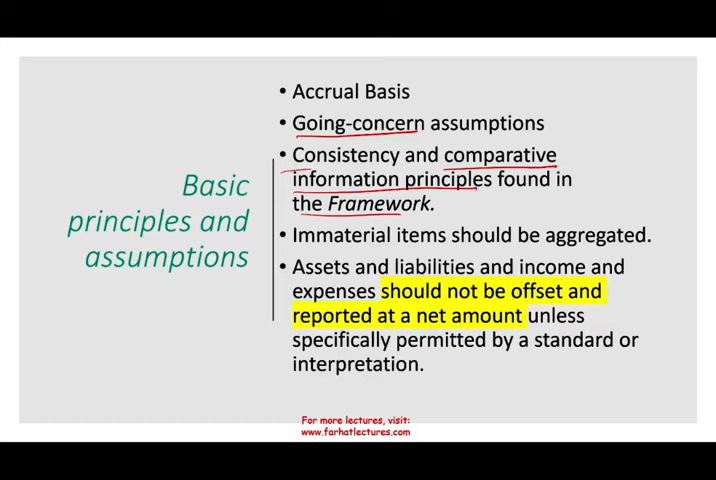 Basic
principles and
assumptions
• Accrual Basis
• Going-concern assumptions
• Consistency and comparative
information principles found in
the Framework.
• Immaterial items should be aggregated.
• Assets and liabilities and income and
expenses should not be offset and
reported at a net amount unless
specifically permitted by a standard or
interpretation.
For more lectures, visit:
www.farhatlectures.com